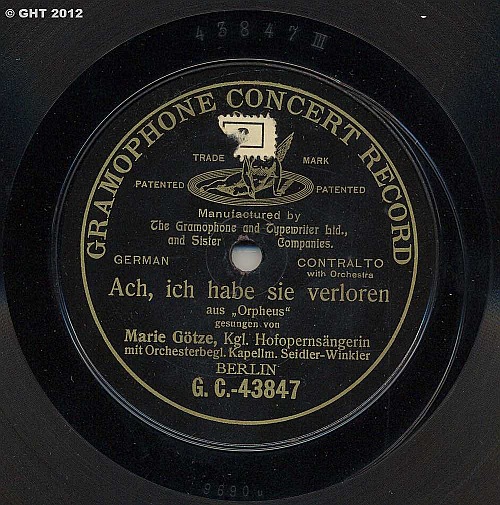 © GHT 2012
43847 III
GRAMOPHONE CONCERT RECORD
TRADE MARK
PATENTED PATENTED
Manufactured by
The Gramophone and Typewriter Ltd.,
and Sister Companies.
GERMAN CONTRALTO
with Orchestra
Ach, ich habe sie verloren
aus „Orpheus“
gesungen von
Marie Götze, Kgl. Hofopernsängerin
mit Orchesterbegl. Kapellm. Seidler-Winkler
BERLIN
G. C.-43847
9690 u